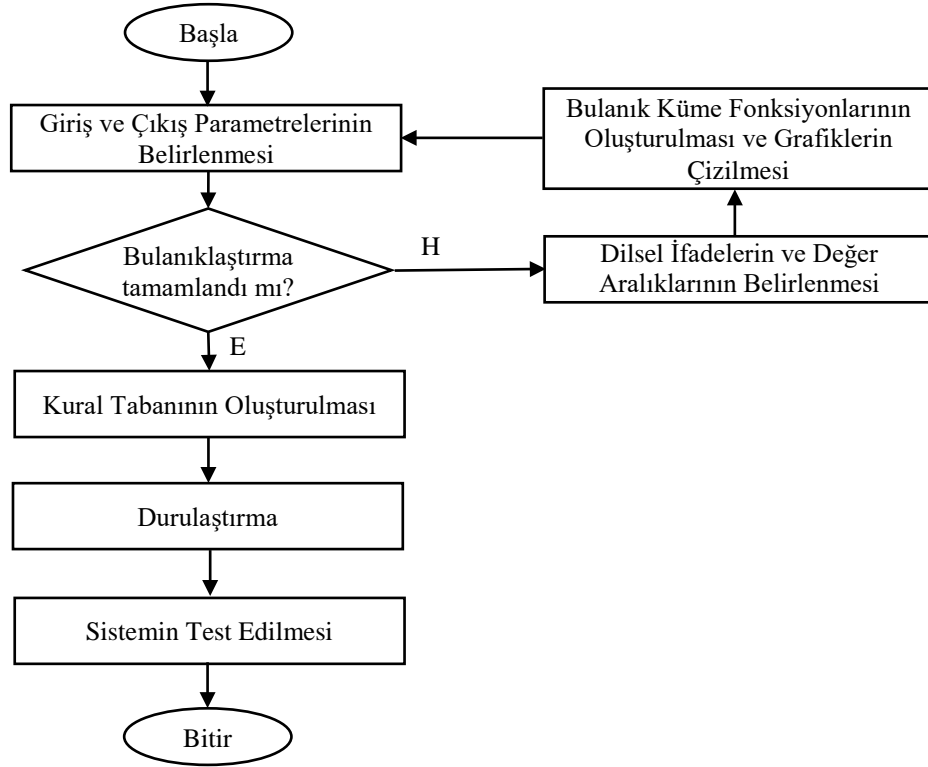 Başla
Giriş ve Çıkış Parametrelerinin
Belirlenmesi
Bulanık Küme Fonksiyonlarının
Oluşturulması ve Grafiklerin
Çizilmesi
Bulanıklaştırma
tamamlandı mı?
H
Dilsel İfadelerin ve Değer
Aralıklarının Belirlenmesi
E
Kural Tabanının Oluşturulması
Durulaştırma
Sistemin Test Edilmesi
Bitir